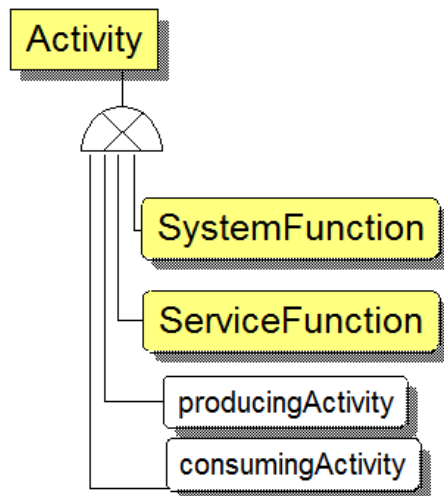 Activity
SystemFunction
ServiceFunction
producingActivity
consumingActivity